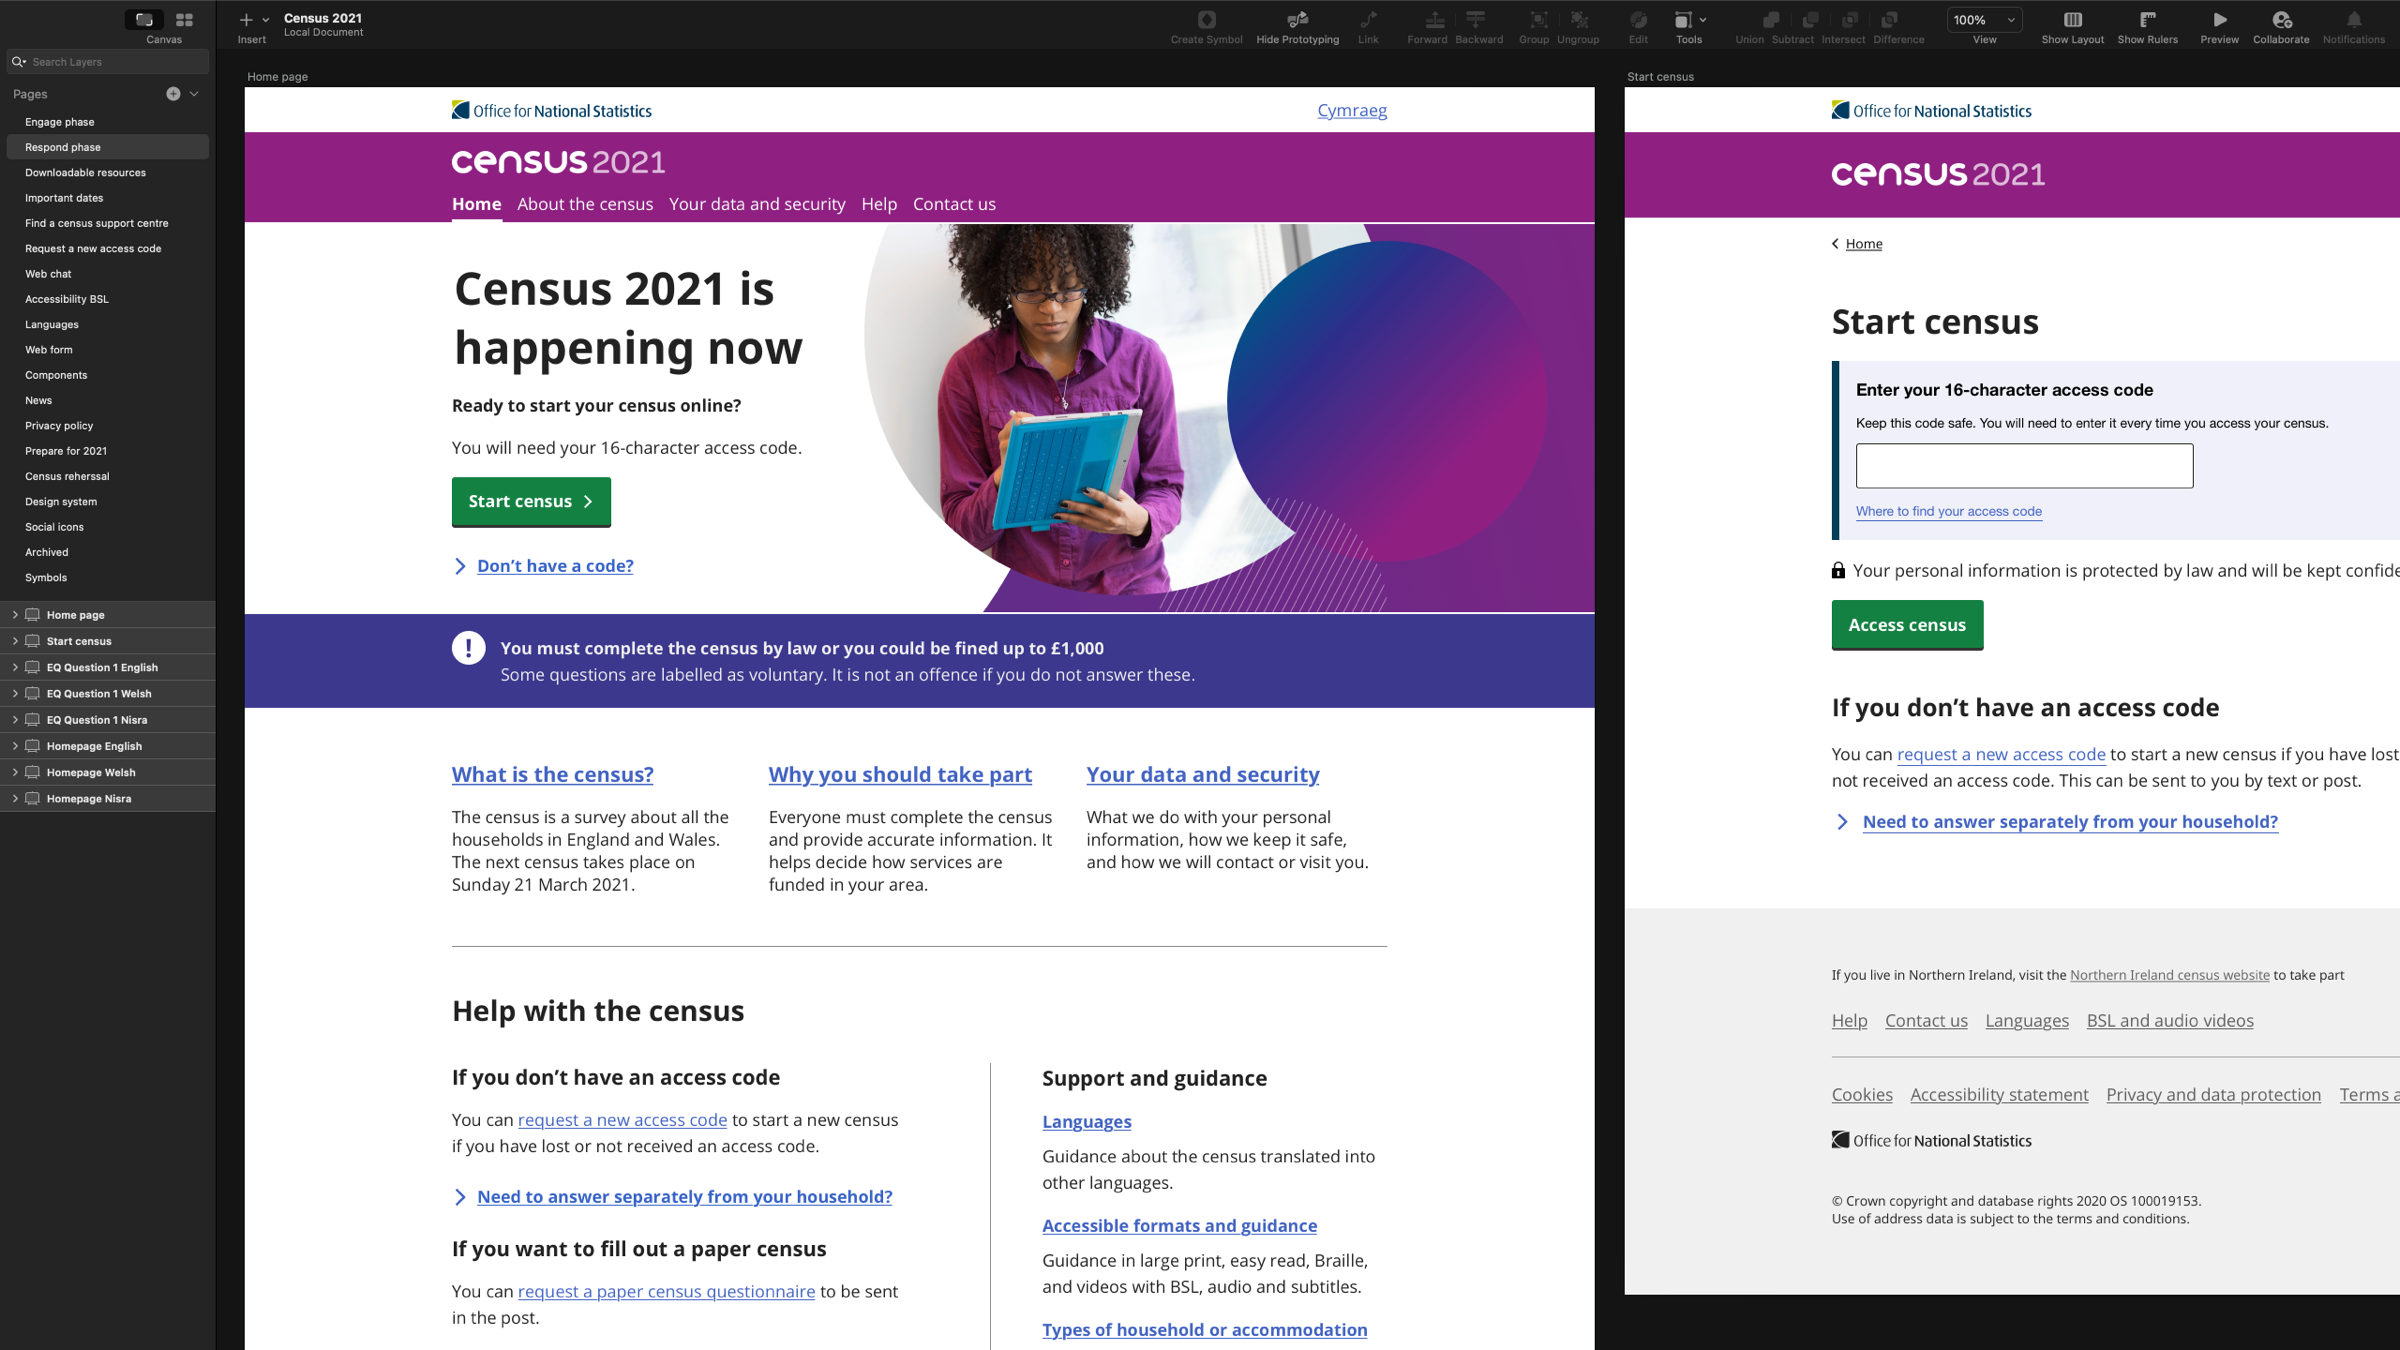 Canvas
Insert
Census 2021
Local Document
Create Symbol
Hide Prototyping
Link
Forward
Backward
Group
Ungroup
Edit
Tools
Union
Subtract
Intersect
Difference
100%
View
Show Layout
Show Rulers
Preview
Collaborate
Notifications
Search Layers
Pages
Engage phase
Respond phase
Downloadable resources
Important dates
Find a census support centre
Request a new access code
Web chat
Accessibility BSL
Languages
Web form
Components
News
Privacy policy
Prepare for 2021
Census reherssal
Design system
Social icons
Archived
Symbols
Home page
Start census
EQ Question 1 English
EQ Question 1 Welsh
EQ Question 1 Nisra
Homepage English
Homepage Welsh
Homepage Nisra
Home page
Office for National Statistics
Cymraeg
census 2021
Home About the census Your data and security Help Contact us
Census 2021 is
happening now
Ready to start your census online?
You will need your 16-character access code.
Start census
Don’t have a code?
You must complete the census by law or you could be fined up to £1,000
Some questions are labelled as voluntary. It is not an offence if you do not answer these.
What is the census?
The census is a survey about all the
households in England and Wales.
The next census takes place on
Sunday 21 March 2021.
Why you should take part
Everyone must complete the census
and provide accurate information. It
helps decide how services are
funded in your area.
Your data and security
What we do with your personal
information, how we keep it safe,
and how we will contact or visit you.
Help with the census
If you don’t have an access code
You can request a new access code to start a new census
if you have lost or not received an access code.
Need to answer separately from your household?
If you want to fill out a paper census
You can request a paper census questionnaire to be sent
in the post.
Support and guidance
Languages
Guidance about the census translated into
other languages.
Accessible formats and guidance
Guidance in large print, easy read, Braille,
and videos with BSL, audio and subtitles.
Types of household or accommodation
Start census
Office for National Statistics
census 2021
Home
Start census
Enter your 16-character access code
Keep this code safe. You will need to enter it every time you access your census.
Where to find your access code
Your personal information is protected by law and will be kept confide
Access census
If you don’t have an access code
You can request a new access code to start a new census if you have lost
not received an access code. This can be sent to you by text or post.
Need to answer separately from your household?
If you live in Northern Ireland, visit the Northern Ireland census website to take part
Help Contact us Languages BSL and audio videos
Cookies Accessibility statement Privacy and data protection Terms a
Office for National Statistics
© Crown copyright and database rights 2020 OS 100019153.
Use of address data is subject to the terms and conditions.